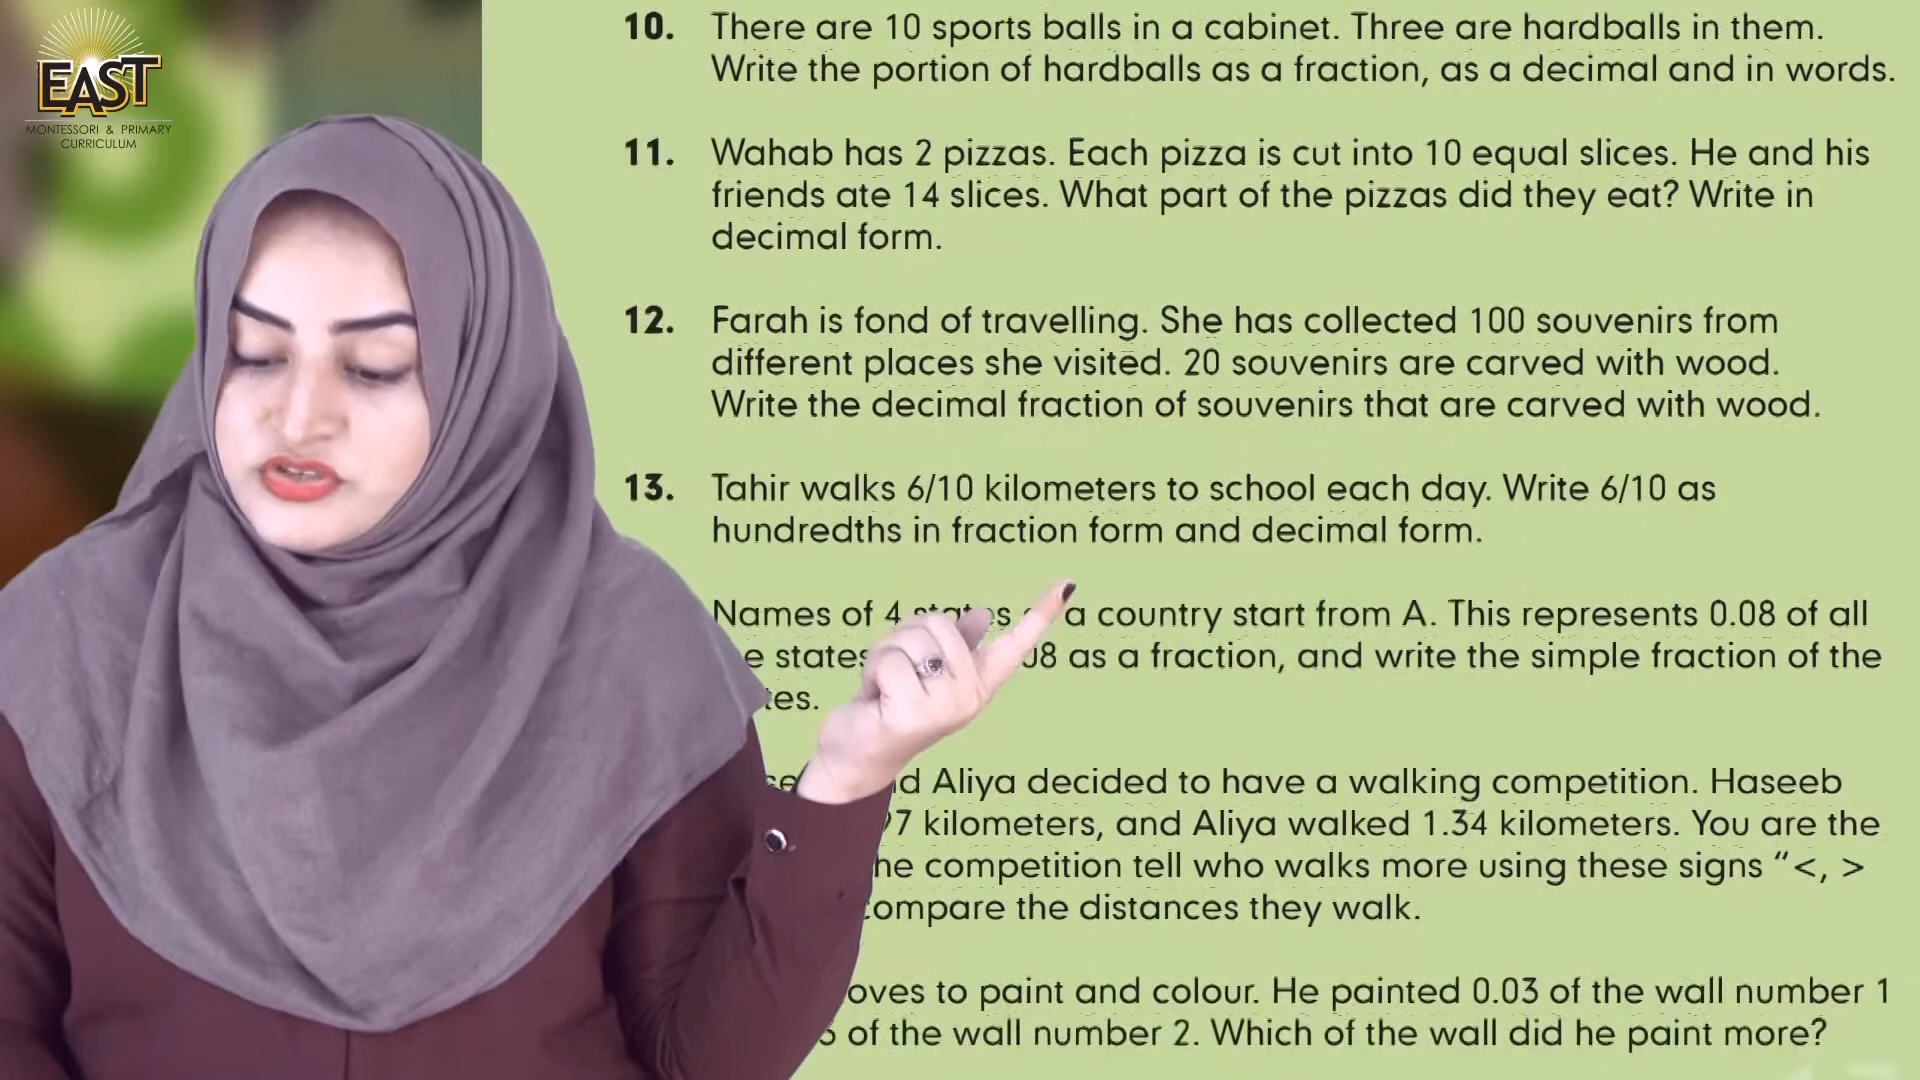 EAST
MONTESSORI & PRIMARY
CURRICULUM
10. There are 10 sports balls in a cabinet. Three are hardballs in them.
Write the portion of hardballs as a fraction, as a decimal and in words.
11. Wahab has 2 pizzas. Each pizza is cut into 10 equal slices. He and his
friends ate 14 slices. What part of the pizzas did they eat? Write in
decimal form.
12. Farah is fond of travelling. She has collected 100 souvenirs from
different places she visited. 20 souvenirs are carved with wood.
Write the decimal fraction of souvenirs that are carved with wood.
13. Tahir walks 6/10 kilometers to school each day. Write 6/10 as
hundredths in fraction form and decimal form.
Names of 4 states a country start from A. This represents 0.08 of all
states as a fraction, and write the simple fraction of the
Aliya decided to have a walking competition. Haseeb
kilometers, and Aliya walked 1.34 kilometers. You are the
competition tell who walks more using these signs “<, >
compare the distances they walk.
to paint and colour. He painted 0.03 of the wall number 1
of the wall number 2. Which of the wall did he paint more?